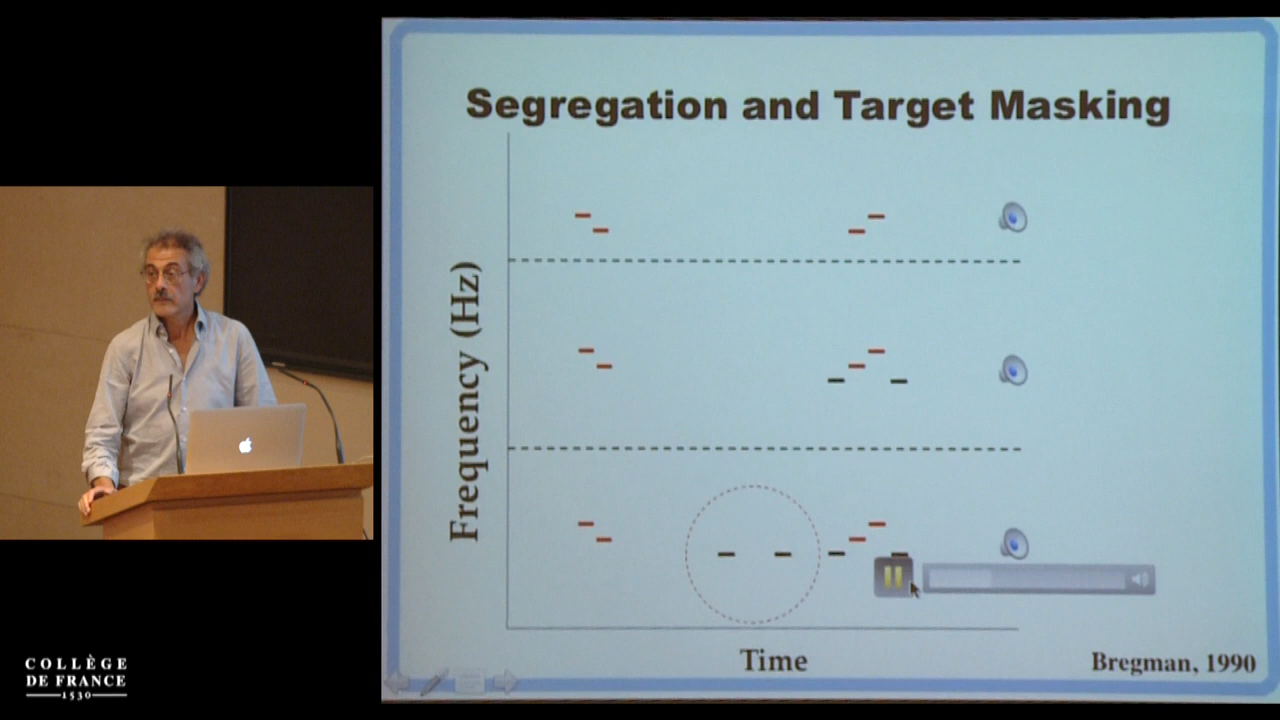 Segregation and Target Masking
Frequency (Hz)
Time
Bregman, 1990
COLLÈGE
DE FRANCE
1530